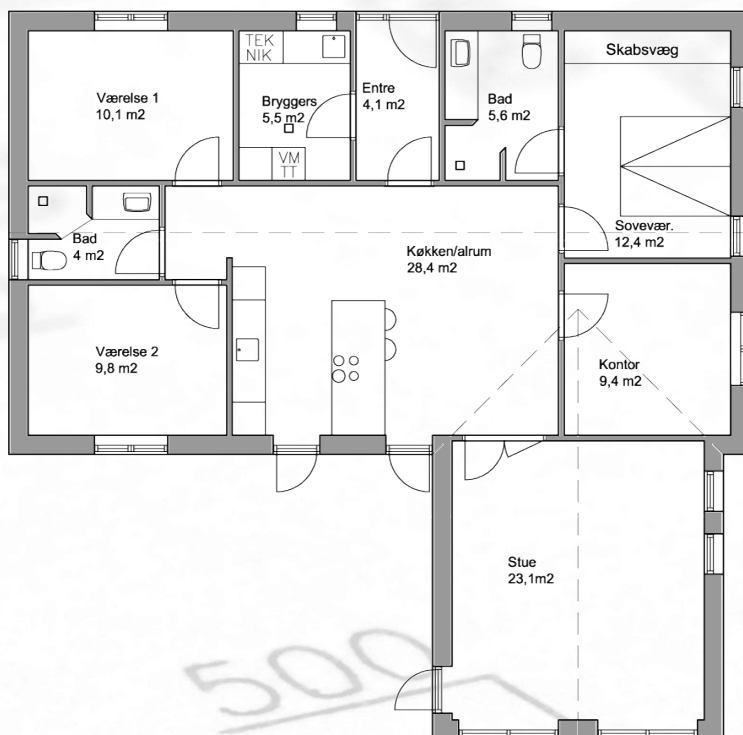 Værelse 1
10,1 m2
TEK
NIK
Bryggers
5,5 m2
VM
TT
Entre
4,1 m2
Bad
5,6 m2
Skabsvæg
Sovevær.
12,4 m2
Bad
4 m2
Køkken/alrum
28,4 m2
Værelse 2
9,8 m2
Kontor
9,4 m2
Stue
23,1m2
500